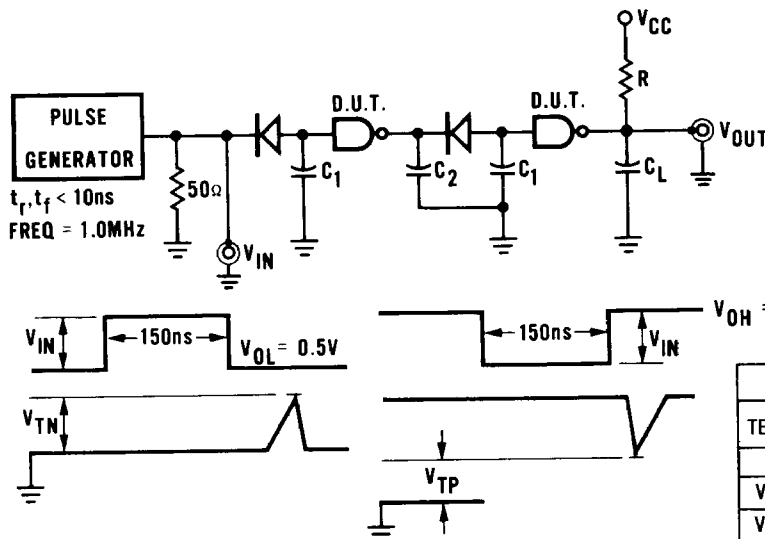 VCC
R
D.U.T.
D.U.T.
PULSE
GENERATOR
VOUT
C1
C2
C1
CL
50Ω
tr, tf < 10ns
FREQ = 1.0MHz
VIN
VIN
150ns
VOL = 0.5V
150ns
VIN
VOH =
VTN
VTP
TE
V
V